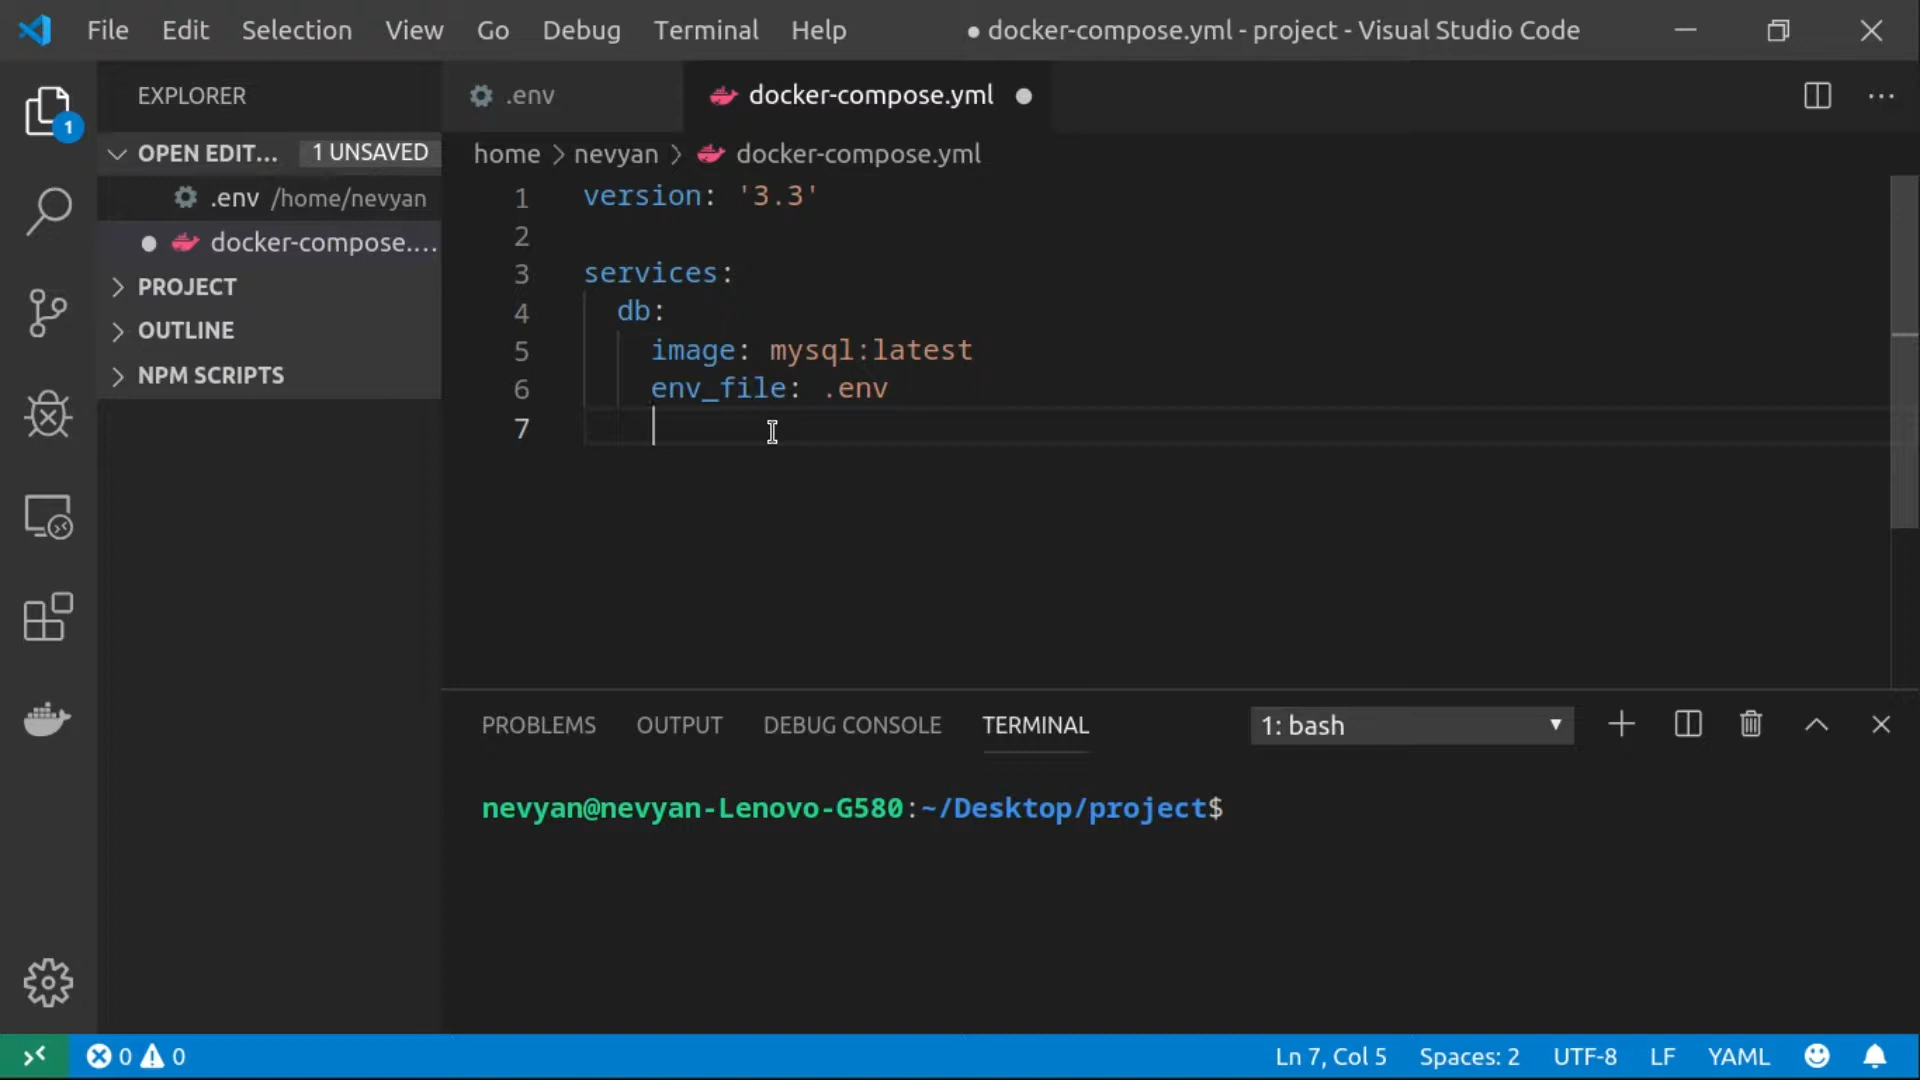 File Edit Selection View Go Debug Terminal Help ● docker-compose.yml - project - Visual Studio Code
EXPLORER
.env docker-compose.yml
1
OPEN EDIT... 1 UNSAVED
home > nevyan > docker-compose.yml
.env /home/nevyan
docker-compose....
PROJECT
OUTLINE
NPM SCRIPTS
1 version: '3.3'
2
3 services:
4 db:
5 image: mysql:latest
6 env_file: .env
7
PROBLEMS OUTPUT DEBUG CONSOLE TERMINAL 1: bash
nevyan@nevyan-Lenovo-G580:~/Desktop/project$
0 0 Ln 7, Col 5 Spaces: 2 UTF-8 LF YAML